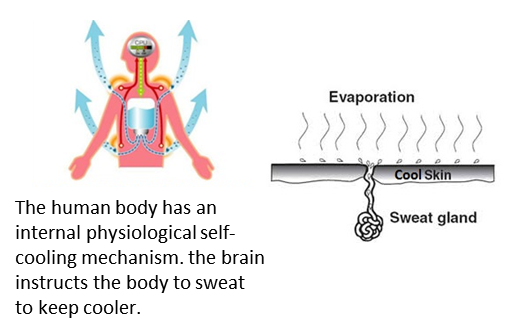 CPU
Evaporation
Cool Skin
Sweat gland
The human body has an
internal physiological self-
cooling mechanism. the brain
instructs the body to sweat
to keep cooler.